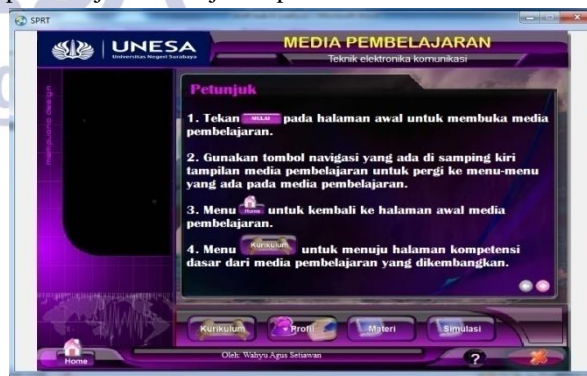 SPRT
UNESA
Universitas Negeri Surabaya
MEDIA PEMBELAJARAN
Teknik elektronika komunikasi
Petunjuk
1. Tekan MULAI pada halaman awal untuk membuka media
pembelajaran.
2. Gunakan tombol navigasi yang ada di samping kiri
tampilan media pembelajaran untuk pergi ke menu-menu
yang ada pada media pembelajaran.
3. Menu Home untuk kembali ke halaman awal media
pembelajaran.
4. Menu Kurikulum untuk menuju halaman kompetensi
dasar dari media pembelajaran yang dikembangkan.
Kurikulum
Profil
Materi
Simulasi
Home
Oleh: Wahyu Agus Setiawan
?